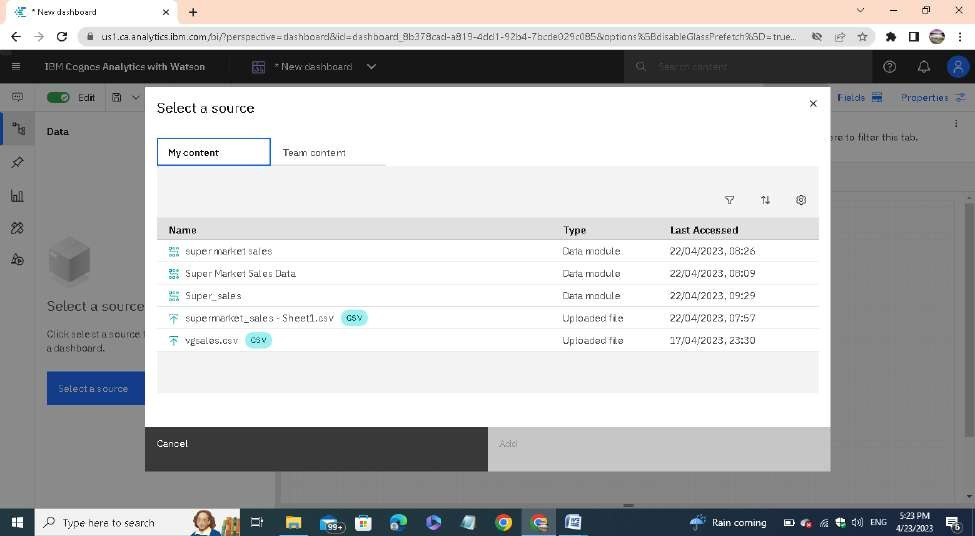 * New dashboard
us1.ca.analytics.ibm.com/bi/?perspective=dashboard&id=dashboard_8b378cad-a819-4dd1-92b4-7bcde029c085&options%5BdisableGlassPrefetch%5D=true...
IBM Cognos Analytics with Watson
* New dashboard
Search content
Edit
Fields
Properties
Data
Select a source
re to filter this tab.
My content
Team content
Name Type Last Accessed
super market sales Data module 22/04/2023, 08:26
Super Market Sales Data Data module 22/04/2023, 08:09
Super_sales Data module 22/04/2023, 09:29
supermarket_sales - Sheet1.csv CSV Uploaded file 22/04/2023, 07:57
vgsales.csv CSV Uploaded file 17/04/2023, 23:30
Select a source
Click select a source
a dashboard.
Select a source
Cancel
Add
Type here to search
99+
Rain coming
ENG
5:23 PM
4/23/2023